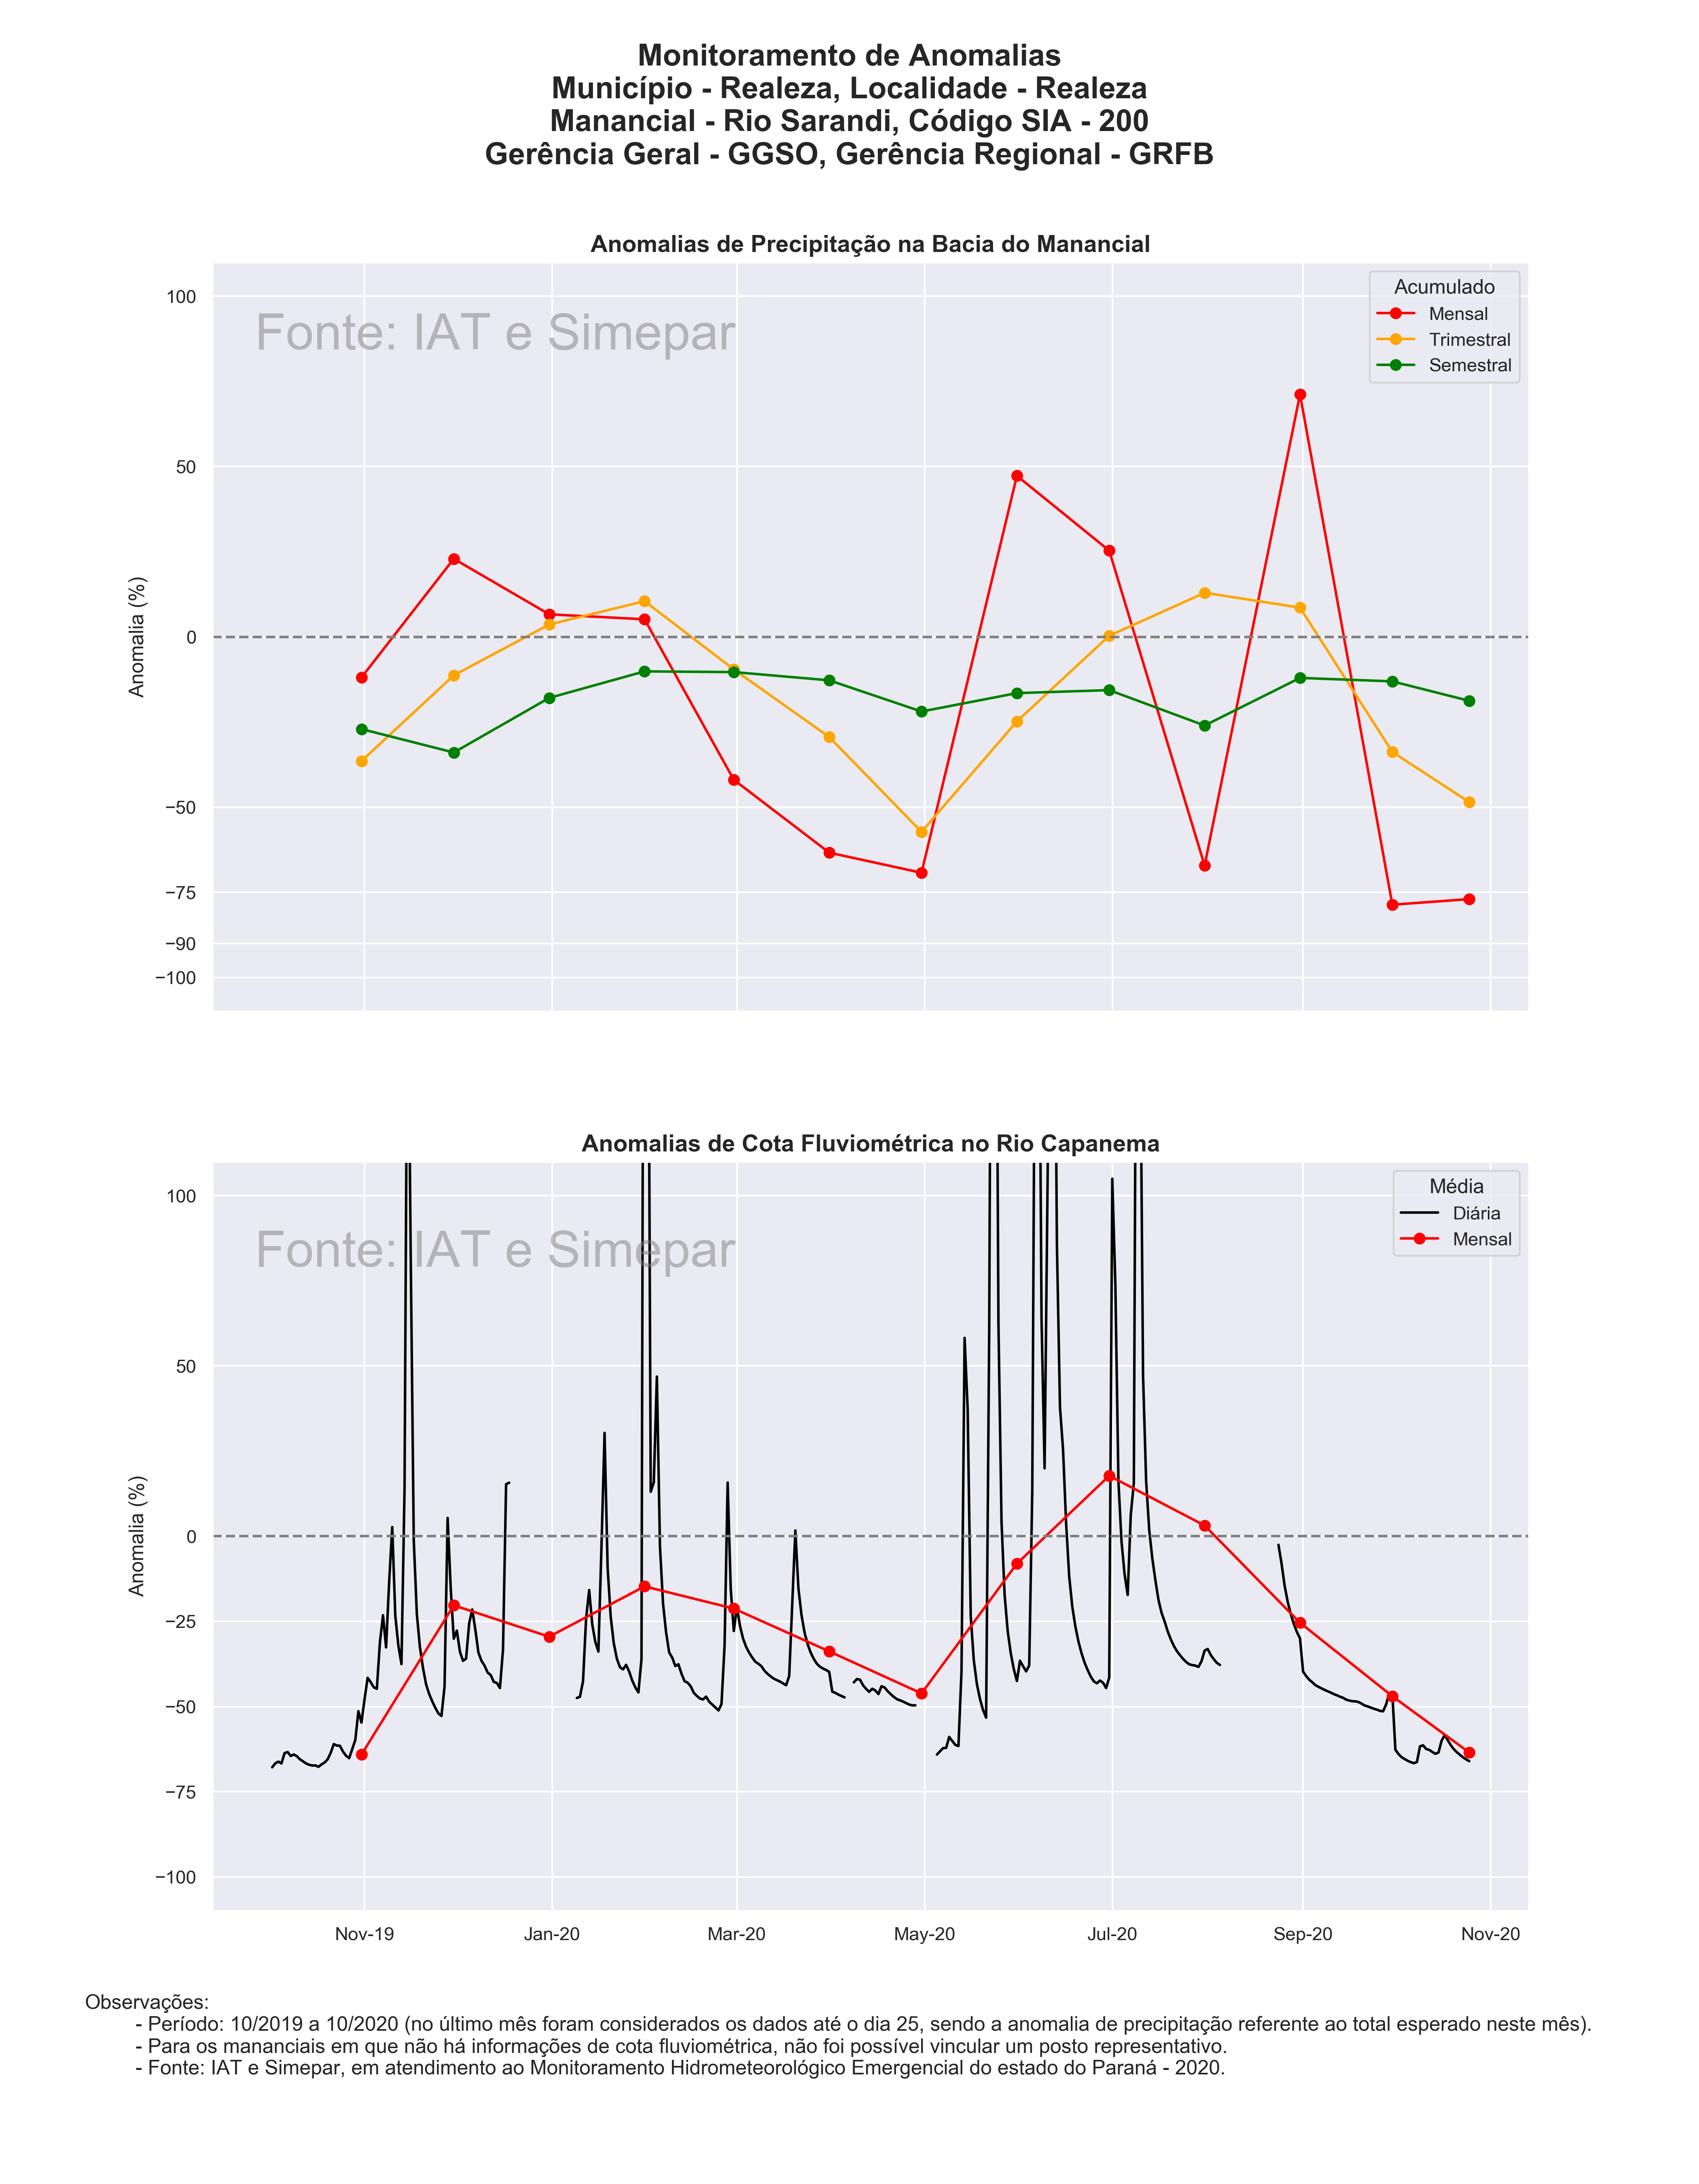 Monitoramento de Anomalias
Município - Realeza, Localidade - Realeza
Manancial - Rio Sarandi, Código SIA - 200
Gerência Geral - GGSO, Gerência Regional - GRFB
Anomalias de Precipitação na Bacia do Manancial
Fonte: IAT e Simepar
Acumulado
Mensal
Trimestral
Semestral
Anomalia (%)
100
50
0
−50
−75
−90
−100
Anomalias de Cota Fluviométrica no Rio Capanema
Fonte: IAT e Simepar
Média
Diária
Mensal
Anomalia (%)
100
50
0
−25
−50
−75
−100
Nov-19 Jan-20 Mar-20 May-20 Jul-20 Sep-20 Nov-20
Observações:
- Período: 10/2019 a 10/2020 (no último mês foram considerados os dados até o dia 25, sendo a anomalia de precipitação referente ao total esperado neste mês).
- Para os mananciais em que não há informações de cota fluviométrica, não foi possível vincular um posto representativo.
- Fonte: IAT e Simepar, em atendimento ao Monitoramento Hidrometeorológico Emergencial do estado do Paraná - 2020.